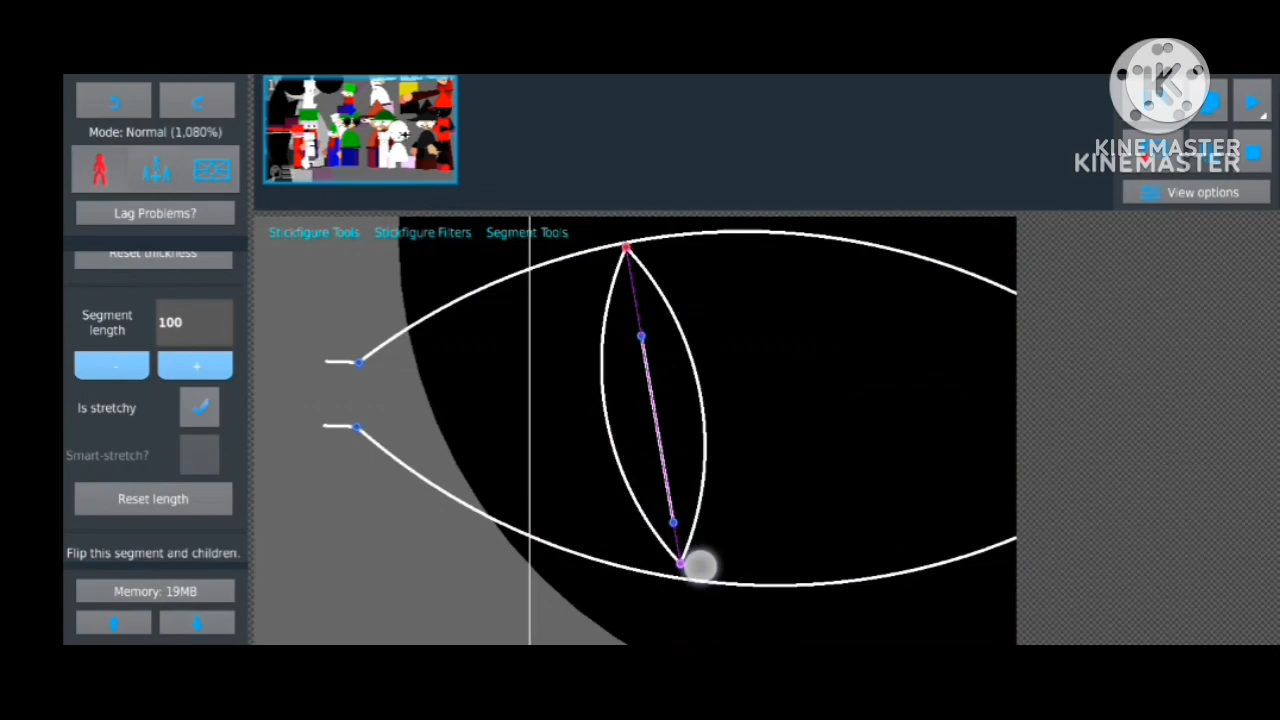 Mode: Normal (1,080%)
Lag Problems?
Reset thickness
Segment length
100
-
+
Is stretchy
Smart-stretch?
Reset length
Flip this segment and children.
Memory: 19MB
1
Stickfigure Tools
Stickfigure Filters
Segment Tools
KINEMASTER
KINEMASTER
View options